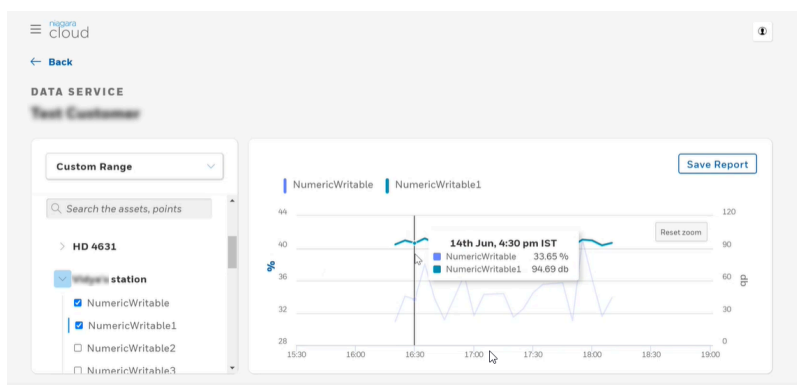 niagara
cloud
Back
DATA SERVICE
Custom Range
Save Report
NumericWritable NumericWritable1
Search the assets, points
HD 4631
station
NumericWritable
NumericWritable1
NumericWritable2
NumericWritable3
44
40
36
32
28
%
Reset zoom
14th Jun, 4:30 pm IST
NumericWritable 33.65 %
NumericWritable1 94.69 db
120
90
60
30
0
db
15:30 16:00 16:30 17:00 17:30 18:00 18:30 19:00